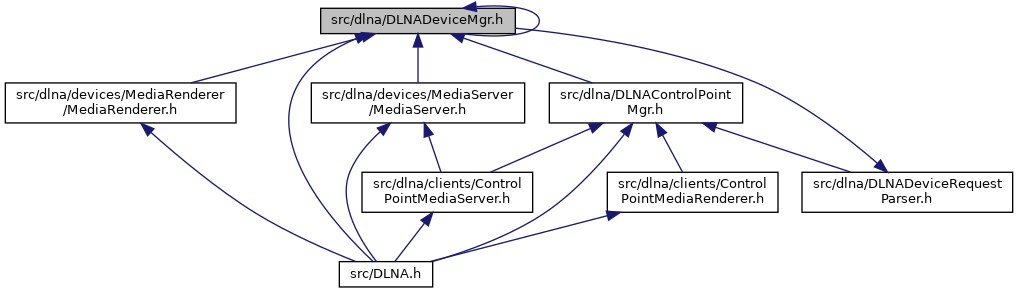 src/dlna/DLNADeviceMgr.h
src/dlna/devices/MediaRenderer
/MediaRenderer.h
src/dlna/devices/MediaServer
/MediaServer.h
src/dlna/DLNAControlPoint
Mgr.h
src/dlna/clients/Control
PointMediaServer.h
src/dlna/clients/Control
PointMediaRenderer.h
src/dlna/DLNADeviceRequest
Parser.h
src/DLNA.h